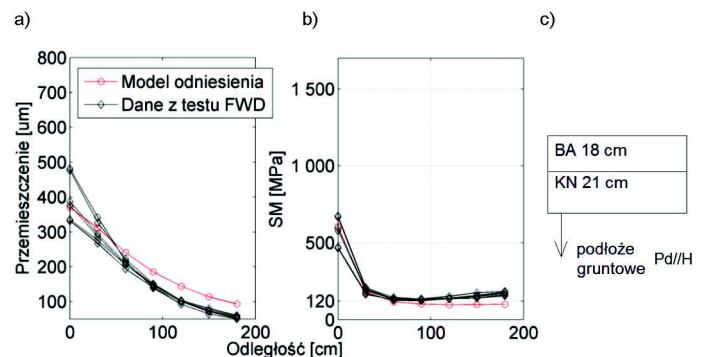 a)
b)
c)
800
700
600
500
400
300
200
100
0
100
200
Przemieszczenie [um]
Model odniesienia
Dane z testu FWD
1 700
1 000
500
120
0
0
100
200
SM [MPa]
Odległość [cm]
BA 18 cm
KN 21 cm
podłoże
gruntowe Pd//H